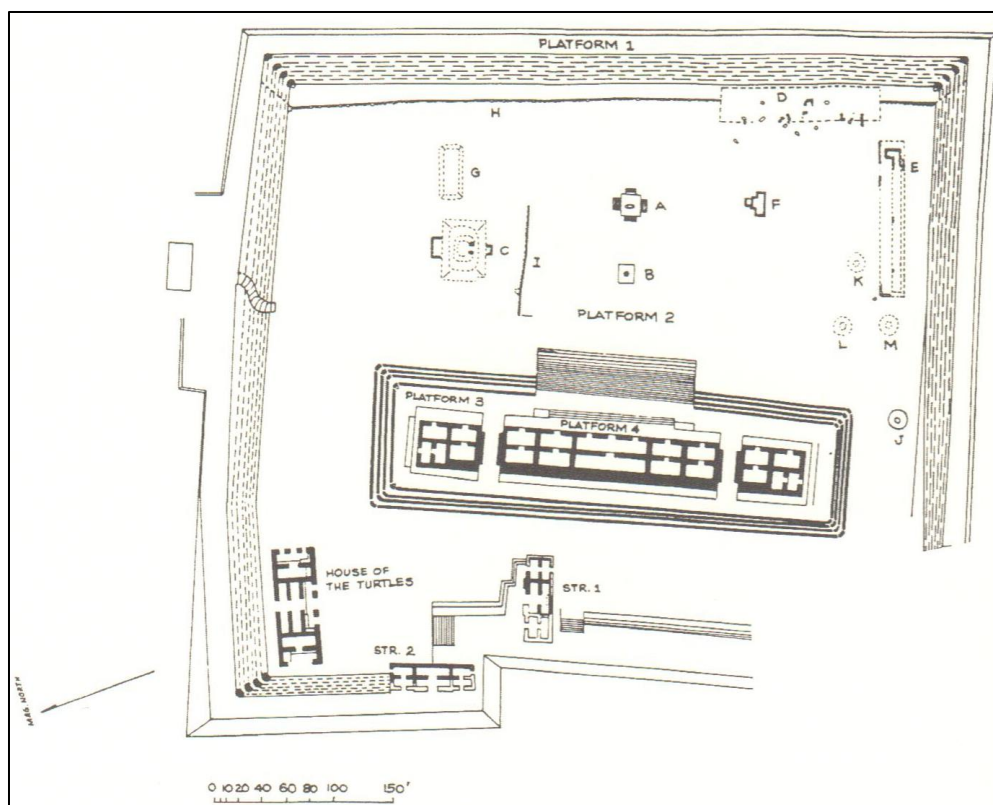 PLATFORM 1
D
H
E
G
A
F
C
I
B
K
PLATFORM 2
L
M
PLATFORM 3
PLATFORM 4
J
HOUSE OF
THE TURTLES
STR. 1
STR. 2
MAG. NORTH
0 10 20 40 60 80 100 150'